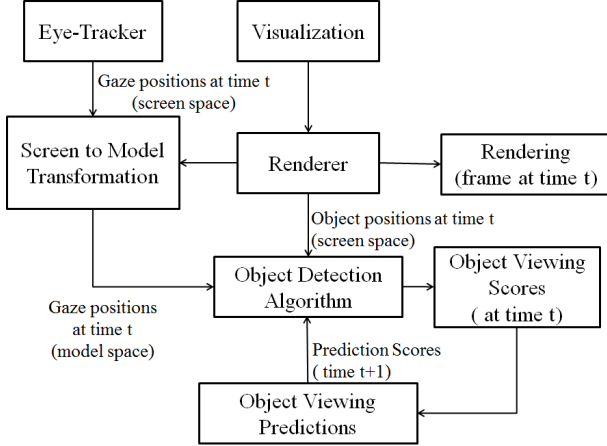 Eye-Tracker
Visualization
Gaze positions at time t
(screen space)
Screen to Model
Transformation
Renderer
Rendering
(frame at time t)
Object positions at time t
(screen space)
Object Detection
Algorithm
Object Viewing
Scores
( at time t)
Gaze positions
at time t
(model space)
Prediction Scores
( time t+1)
Object Viewing
Predictions